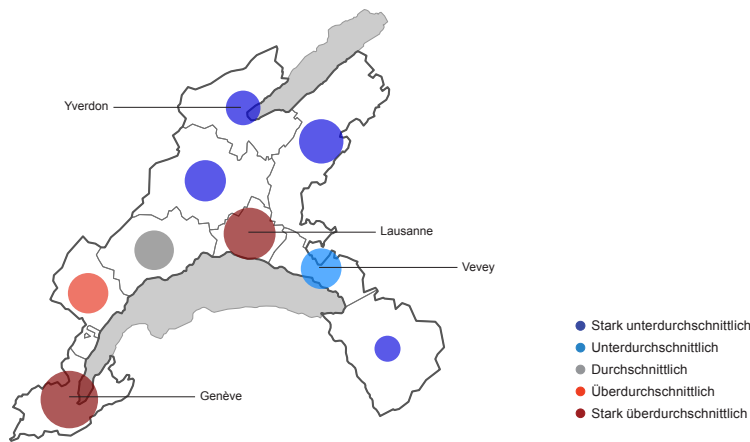 Yverdon
Lausanne
Vevey
Genève
Stark unterdurchschnittlich
Unterdurchschnittlich
Durchschnittlich
Überdurchschnittlich
Stark überdurchschnittlich